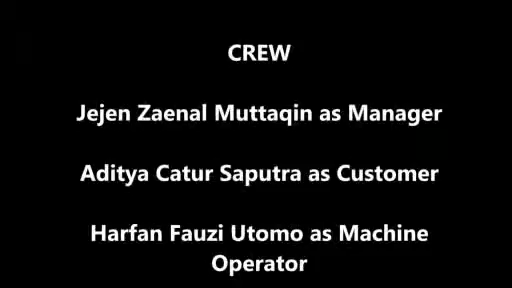 CREW
Jejen Zaenal Muttaqin as Manager
Aditya Catur Saputra as Customer
Harfan Fauzi Utomo as Machine
Operator